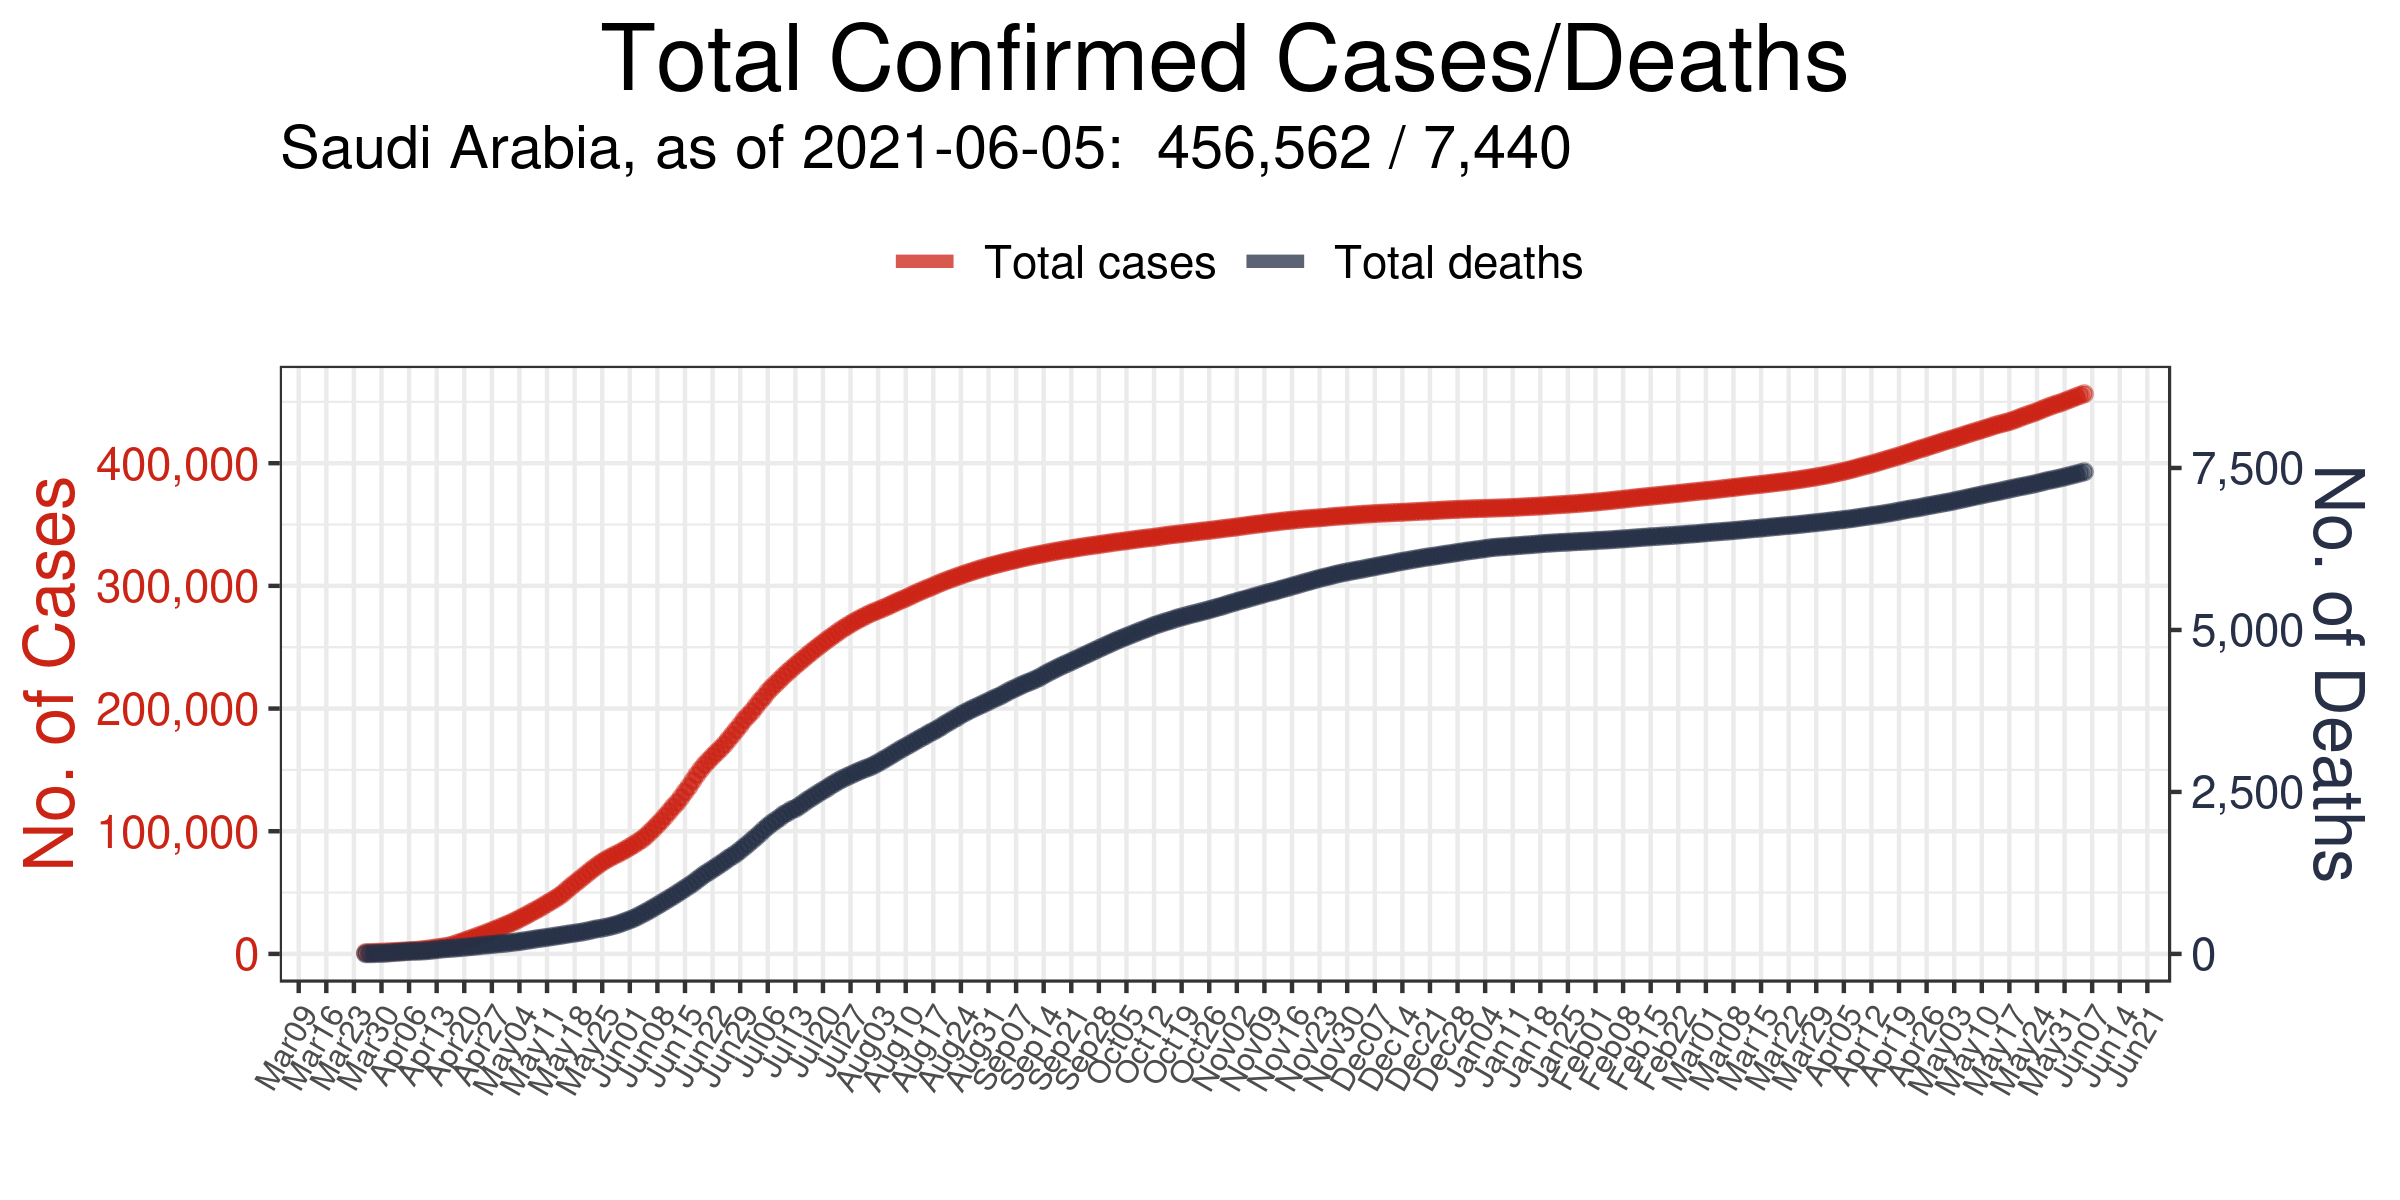 Total Confirmed Cases/Deaths
Saudi Arabia, as of 2021-06-05:  456,562 / 7,440
Total cases
Total deaths
No. of Cases
400,000
300,000
200,000
100,000
0
7,500
5,000
2,500
0
No. of Deaths
Mar09
Mar16
Mar23
Mar30
Apr06
Apr13
Apr20
Apr27
May04
May11
May18
May25
Jun01
Jun08
Jun15
Jun22
Jun29
Jul06
Jul13
Jul20
Jul27
Aug03
Aug10
Aug17
Aug24
Aug31
Sep07
Sep14
Sep21
Sep28
Oct05
Oct12
Oct19
Oct26
Nov02
Nov09
Nov16
Nov23
Nov30
Dec07
Dec14
Dec21
Dec28
Jan04
Jan11
Jan18
Jan25
Feb01
Feb08
Feb15
Feb22
Mar01
Mar08
Mar15
Mar22
Mar29
Apr05
Apr12
Apr19
Apr26
May03
May10
May17
May24
May31
Jun07
Jun14
Jun21